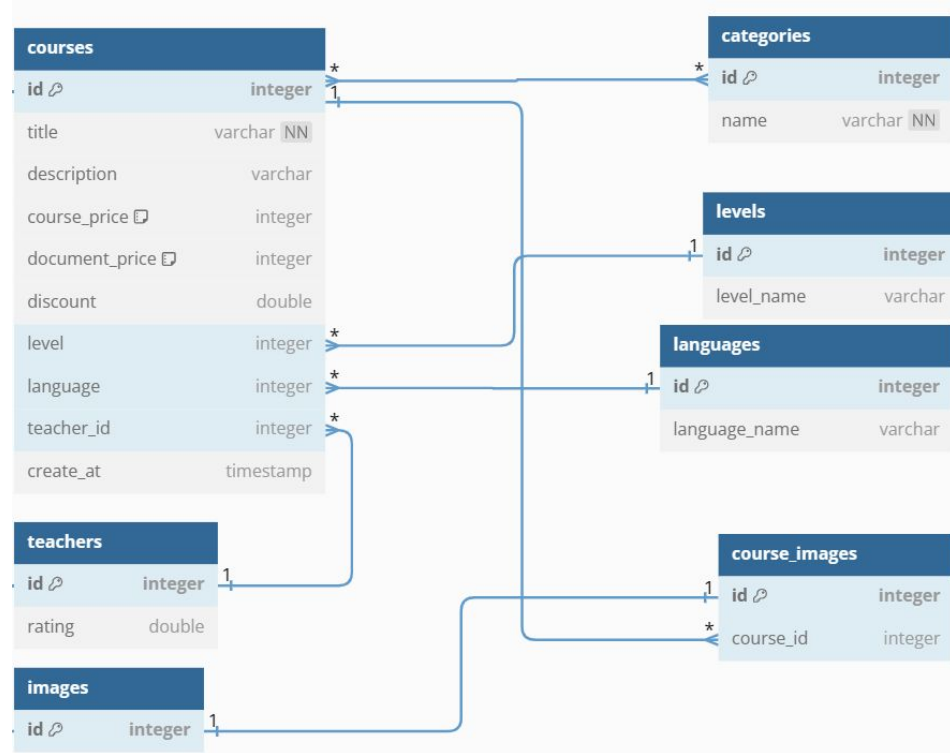 courses
id integer
title varchar NN
description varchar
course_price integer
document_price integer
discount double
level integer
language integer
teacher_id integer
create_at timestamp
* *
1
categories
id integer
name varchar NN
1
levels
id integer
level_name varchar
*
languages
* 1
id integer
language_name varchar
*
teachers
id integer 1
rating double
course_images
1
id integer
*
course_id integer
images
id integer 1